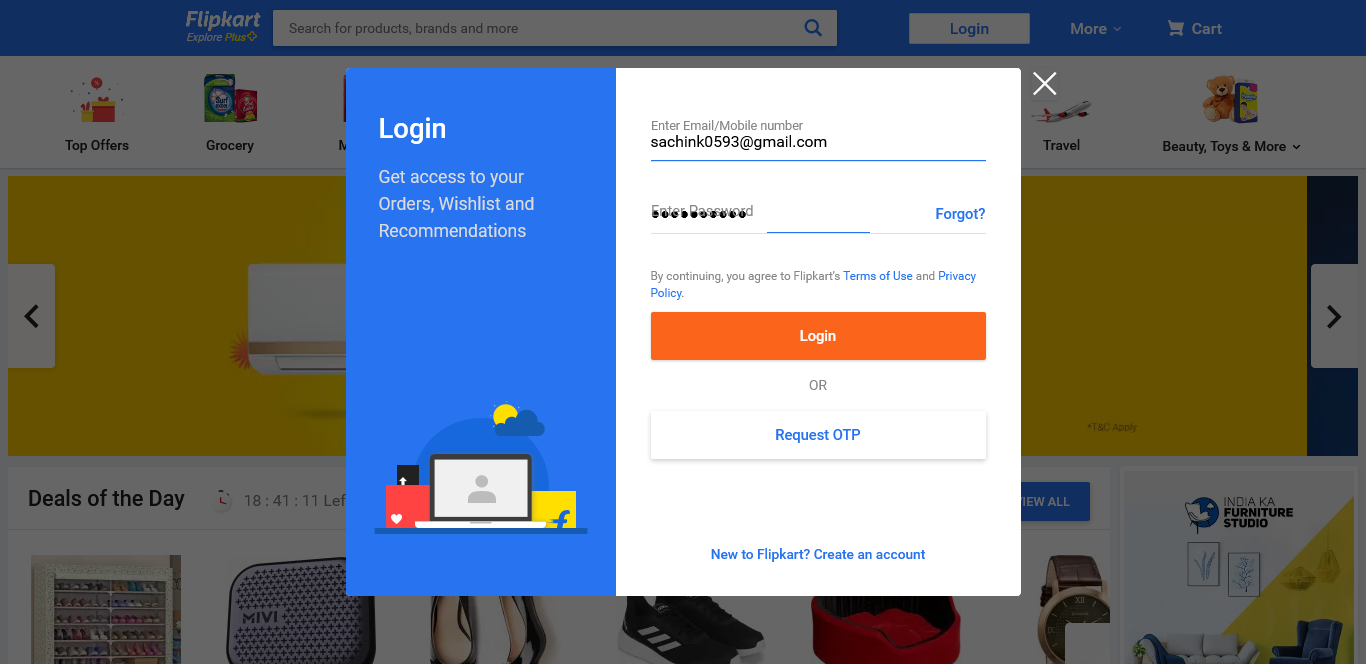 Flipkart
Explore Plus
Search for products, brands and more
Login
More
Cart
Top Offers
Grocery
M
Travel
Beauty, Toys & More
Login
Get access to your
Orders, Wishlist and
Recommendations
Enter Email/Mobile number
sachink0593@gmail.com
Enter Password
Forgot?
By continuing, you agree to Flipkart's Terms of Use and Privacy
Policy.
Login
OR
Request OTP
New to Flipkart? Create an account
*T&C Apply
Deals of the Day
18 : 41 : 11 Lef
VIEW ALL
INDIA KA
FURNITURE
STUDIO
MIVI